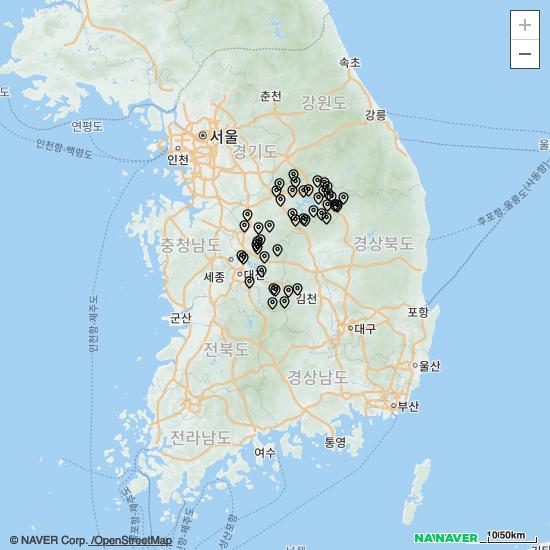 +
−
속초
춘천
강원도
강릉
도
연평도
서울
울
인천항-백령도
인천
경기도
후포항-울릉도(사동항)
충청남도
경상북도
세종
대전
인천항-제주도
김천
군산
포항
대구
전북도
경상남도
울산
부산
전라남도
통영
여수
© NAVER Corp. /OpenStreetMap
NAVER
10/50km